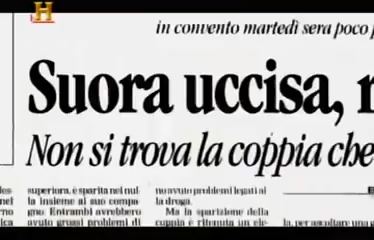 H
in convento martedì sera poco
Suora uccisa,
Non si trova la coppia che
superiora, è sparita nel nul-
la insieme al suo compa-
gno. Entrambi avrebbero
avuto grossi problemi di
no avuto problemi legati al
la droga.
Ma la sparizione della
coppia è ritenuta un ele-
la, per ascoltare una